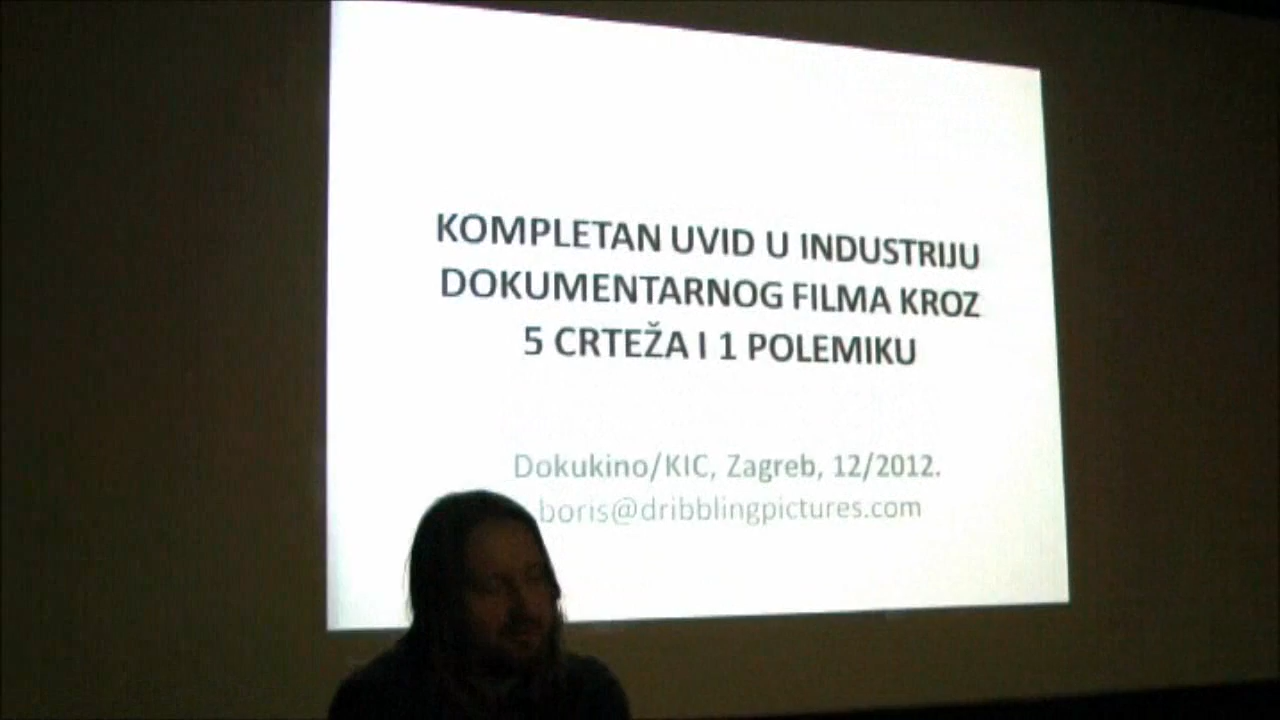 KOMPLETAN UVID U INDUSTRIJU
DOKUMENTARNOG FILMA KROZ
5 CRTEŽA I 1 POLEMIKU
Dokukino/KIC, Zagreb, 12/2012.
boris@dribblingpictures.com